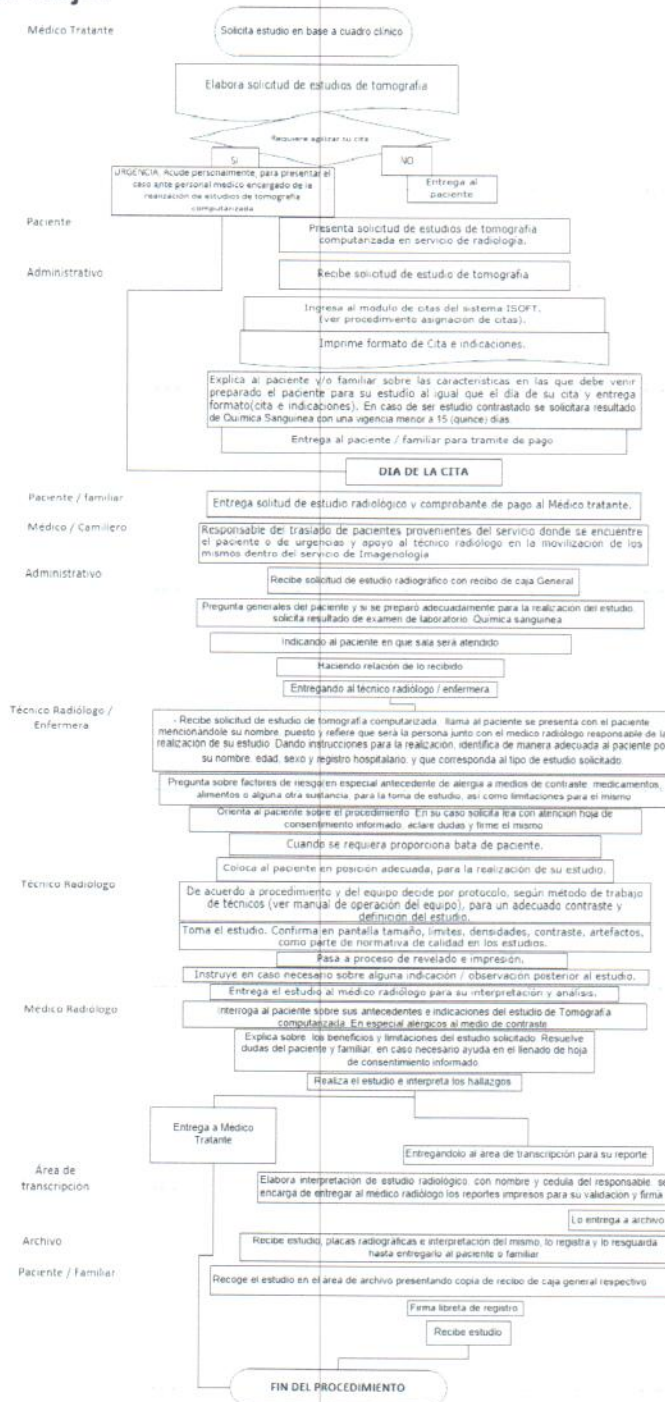 Médico Tratante
Solicita estudio en base a cuadro clínico
Elabora solicitud de estudios de tomografia
Requiere agilizar su cita
SI
NO
URGENCIA. Acude personalmente, para presentar el
caso ante personal medico encargado de la
realización de estudios de tomografía
computarizada
Entrega al
paciente
Paciente
Presenta solicitud de estudios de tomografia
computarizada en servicio de radiología.
Administrativo
Recibe solicitud de estudio de tomografía
Ingresa al modulo de citas del sistema ISOFT.
(ver procedimiento asignación de citas).
Imprime formato de Cita e indicaciones.
Explica al paciente y/o familiar sobre las características en las que debe venir
preparado el paciente para su estudio al igual que el día de su cita y entrega
formato(cita e indicaciones). En caso de ser estudio contrastado se solicitara resultado
de Química Sanguínea con una vigencia menor a 15 (quince) días
Entrega al paciente / familiar para tramite de pago
DIA DE LA CITA
Paciente / familiar
Entrega solitud de estudio radiológico y comprobante de pago al Médico tratante.
Médico / Camillero
Responsable del traslado de pacientes provenientes del servicio donde se encuentre
el paciente o de urgencias y apoyo al técnico radiólogo en la movilización de los
mismos dentro del servicio de Imagenología
Administrativo
Recibe solicitud de estudio radiográfico con recibo de caja General
Pregunta generales del paciente y si se preparó adecuadamente para la realización del estudio
solicita resultado de examen de laboratorio Química sanguínea
Indicando al paciente en que sala será atendido
Haciendo relación de lo recibido
Entregando al técnico radiólogo / enfermera
Técnico Radiólogo /
Enfermera
- Recibe solicitud de estudio de tomografía computarizada llama al paciente se presenta con el paciente
mencionándole su nombre, puesto y refiere que será la persona junto con el medico radiólogo responsable de la
realización de su estudio. Dando instrucciones para la realización, identifica de manera adecuada al paciente po
su nombre, edad, sexo y registro hospitalario, y que corresponda al tipo de estudio solicitado
Pregunta sobre factores de riesgo en especial antecedente de alergia a medios de contraste, medicamentos,
alimentos o alguna otra sustancia, para la toma de estudio, así como limitaciones para el mismo
Orienta al paciente sobre el procedimiento. En su caso solicita lea con atención hoja de
consentimiento informado, aclare dudas y firme el mismo
Cuando se requiera proporciona bata de paciente.
Coloca al paciente en posición adecuada, para la realización de su estudio.
Técnico Radiólogo
De acuerdo a procedimiento y del equipo decide por protocolo, según método de trabajo
de técnicos (ver manual de operación del equipo), para un adecuado contraste y
definición del estudio.
Toma el estudio. Confirma en pantalla tamaño, limites, densidades, contraste, artefactos,
como parte de normativa de calidad en los estudios.
Pasa a proceso de revelado e impresión.
Instruye en caso necesario sobre alguna indicación / observación posterior al estudio.
Entrega el estudio al médico radiólogo para su interpretación y análisis.
Médico Radiólogo
Interroga al paciente sobre sus antecedentes e indicaciones del estudio de Tomografía
computarizada. En especial alérgicos al medio de contraste
Explica sobre los beneficios y limitaciones del estudio solicitado. Resuelve
dudas del paciente y familiar, en caso necesario ayuda en el llenado de hoja
de consentimiento informado
Realiza el estudio e interpreta los hallazgos
Entrega a Medico
Tratante
Entregandolo al área de transcripción para su reporte
Área de
transcripción
Elabora interpretación de estudio radiológico, con nombre y cedula del responsable, se
encarga de entregar al médico radiólogo los reportes impresos para su validación y firma
Lo entrega a archivo
Archivo
Recibe estudio, placas radiográficas e interpretación del mismo, lo registra y lo resguarda
hasta entregarlo al paciente o familiar
Paciente / Familiar
Recoge el estudio en el área de archivo presentando copia de recibo de caja general respectivo
Firma libreta de registro
Recibe estudio
FIN DEL PROCEDIMIENTO